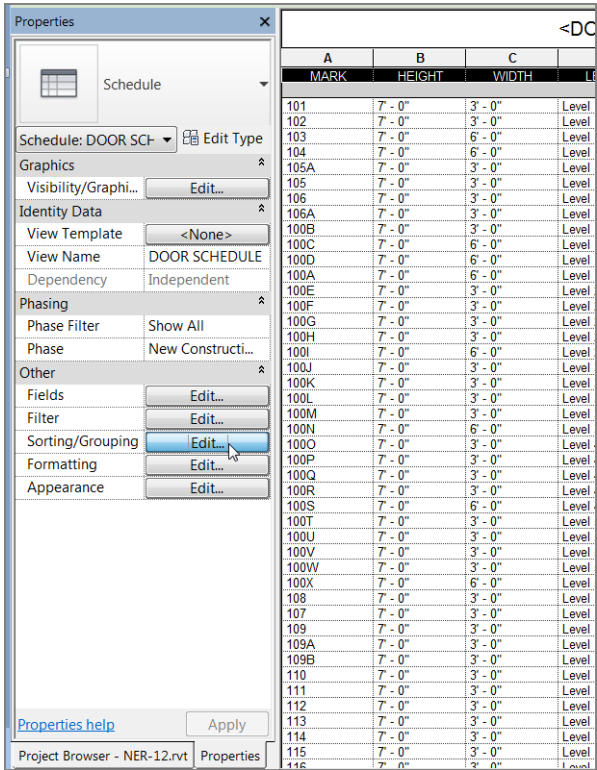 Properties
Schedule
Schedule: DOOR SCH
Edit Type
Graphics
Visibility/Graphi... Edit...
Identity Data
View Template <None>
View Name DOOR SCHEDULE
Dependency Independent
Phasing
Phase Filter Show All
Phase New Constructi...
Other
Fields Edit...
Filter Edit...
Sorting/Grouping Edit...
Formatting Edit...
Appearance Edit...
Properties help Apply
Project Browser - NER-12.rvt Properties
<DO
A B C
MARK HEIGHT WIDTH LE
101 7' - 0" 3' - 0" Level
102 7' - 0" 3' - 0" Level
103 7' - 0" 6' - 0" Level
104 7' - 0" 6' - 0" Level
105A 7' - 0" 3' - 0" Level
105 7' - 0" 3' - 0" Level
106 7' - 0" 3' - 0" Level
106A 7' - 0" 3' - 0" Level
100B 7' - 0" 3' - 0" Level
100C 7' - 0" 6' - 0" Level
100D 7' - 0" 6' - 0" Level
100A 7' - 0" 6' - 0" Level
100E 7' - 0" 3' - 0" Level
100F 7' - 0" 3' - 0" Level
100G 7' - 0" 3' - 0" Level
100H 7' - 0" 3' - 0" Level
100I 7' - 0" 6' - 0" Level
100J 7' - 0" 3' - 0" Level
100K 7' - 0" 3' - 0" Level
100L 7' - 0" 3' - 0" Level
100M 7' - 0" 3' - 0" Level
100N 7' - 0" 6' - 0" Level
100O 7' - 0" 3' - 0" Level
100P 7' - 0" 3' - 0" Level
100Q 7' - 0" 3' - 0" Level
100R 7' - 0" 3' - 0" Level
100S 7' - 0" 6' - 0" Level
100T 7' - 0" 3' - 0" Level
100U 7' - 0" 3' - 0" Level
100V 7' - 0" 3' - 0" Level
100W 7' - 0" 3' - 0" Level
100X 7' - 0" 6' - 0" Level
108 7' - 0" 3' - 0" Level
107 7' - 0" 3' - 0" Level
109 7' - 0" 3' - 0" Level
109A 7' - 0" 3' - 0" Level
109B 7' - 0" 3' - 0" Level
110 7' - 0" 3' - 0" Level
111 7' - 0" 3' - 0" Level
112 7' - 0" 3' - 0" Level
113 7' - 0" 3' - 0" Level
114 7' - 0" 3' - 0" Level
115 7' - 0" 3' - 0" Level
116 7' - 0" 3' - 0" Level